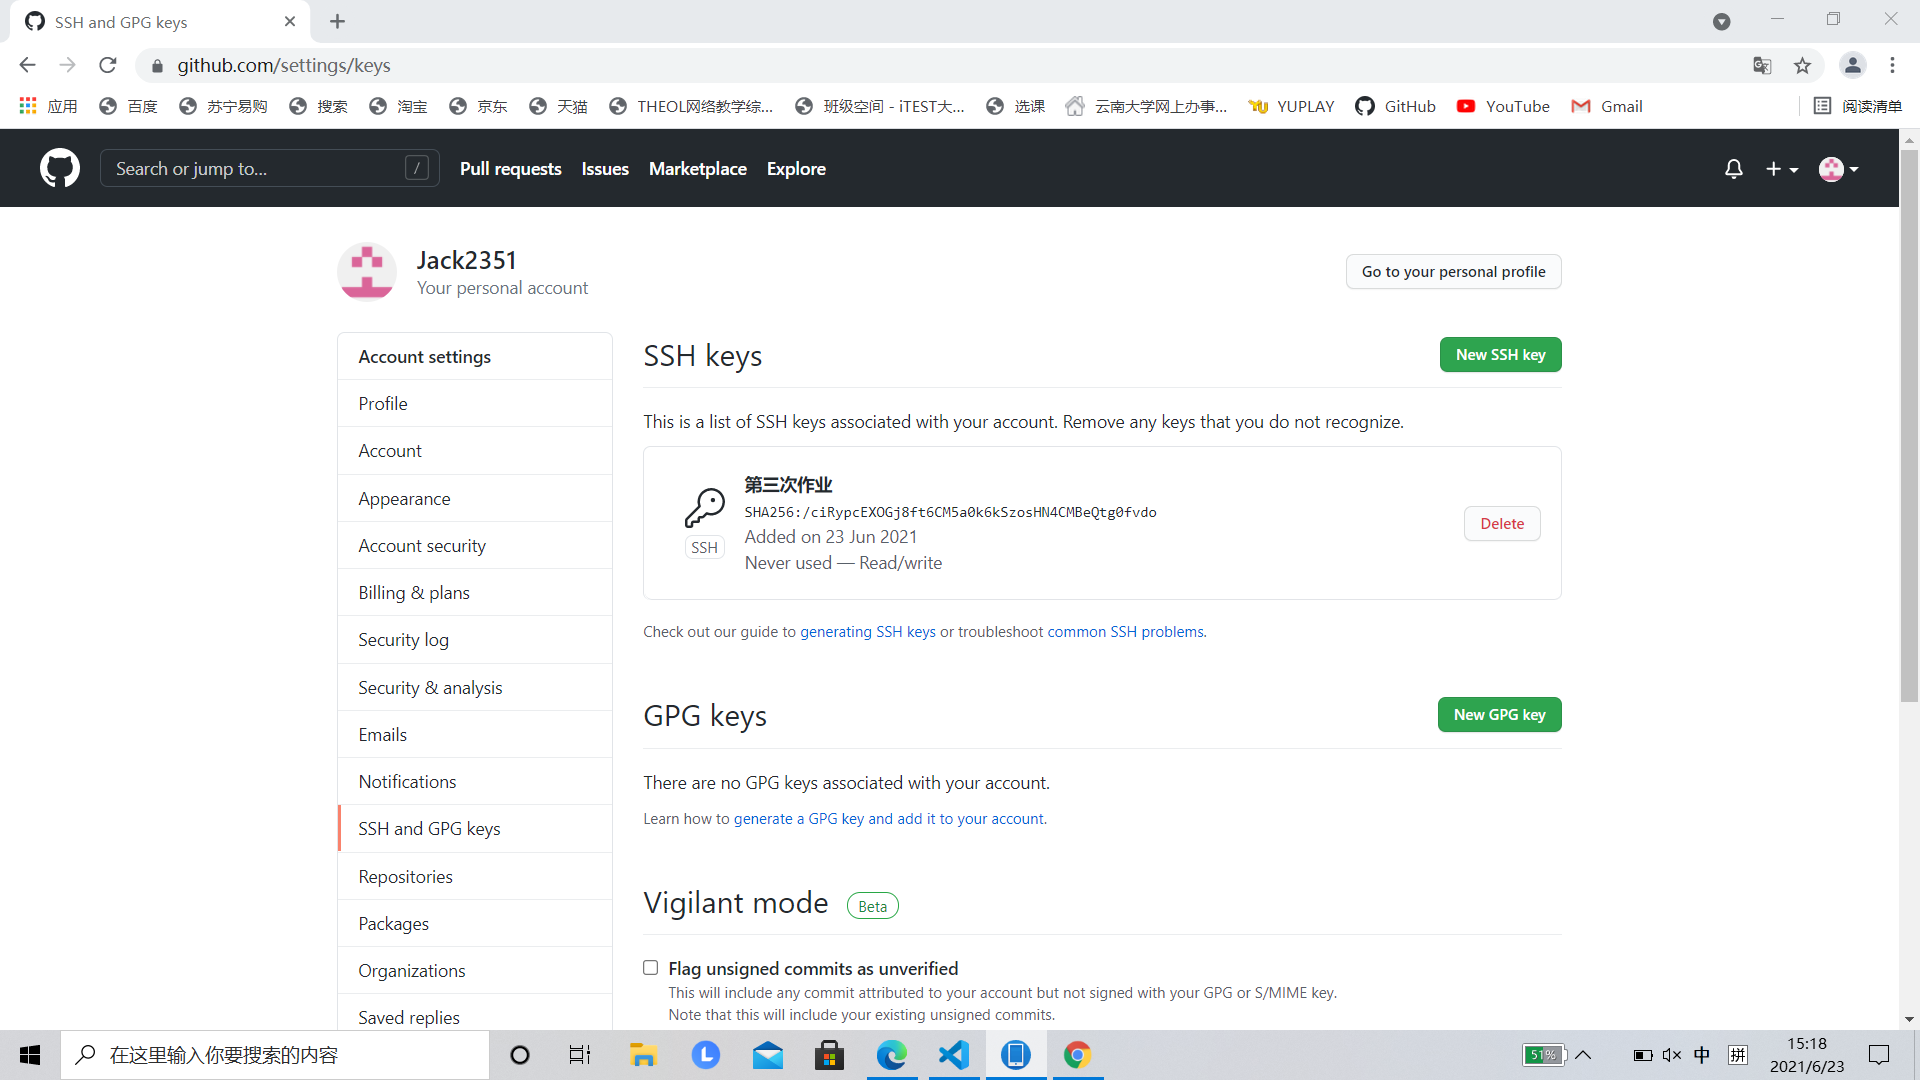 SSH and GPG keys
github.com/settings/keys
应用 百度 苏宁易购 搜索 淘宝 京东 天猫 THEOL网络教学综... 班级空间 - iTEST大... 选课 云南大学网上办事... YUPLAY GitHub YouTube Gmail 阅读清单
Search or jump to... / Pull requests Issues Marketplace Explore
Jack2351
Your personal account
Go to your personal profile
Account settings
Profile
Account
Appearance
Account security
Billing & plans
Security log
Security & analysis
Emails
Notifications
SSH and GPG keys
Repositories
Packages
Organizations
Saved replies
SSH keys
New SSH key
This is a list of SSH keys associated with your account. Remove any keys that you do not recognize.
第三次作业
SHA256:/ciRypcEXOGj8ft6CM5a0k6kSzosHN4CMBeQtg0fvdo
Added on 23 Jun 2021
Never used — Read/write
SSH
Delete
Check out our guide to generating SSH keys or troubleshoot common SSH problems.
GPG keys
New GPG key
There are no GPG keys associated with your account.
Learn how to generate a GPG key and add it to your account.
Vigilant mode Beta
Flag unsigned commits as unverified
This will include any commit attributed to your account but not signed with your GPG or S/MIME key.
Note that this will include your existing unsigned commits.
在这里输入你要搜索的内容
51%
中 拼
15:18
2021/6/23